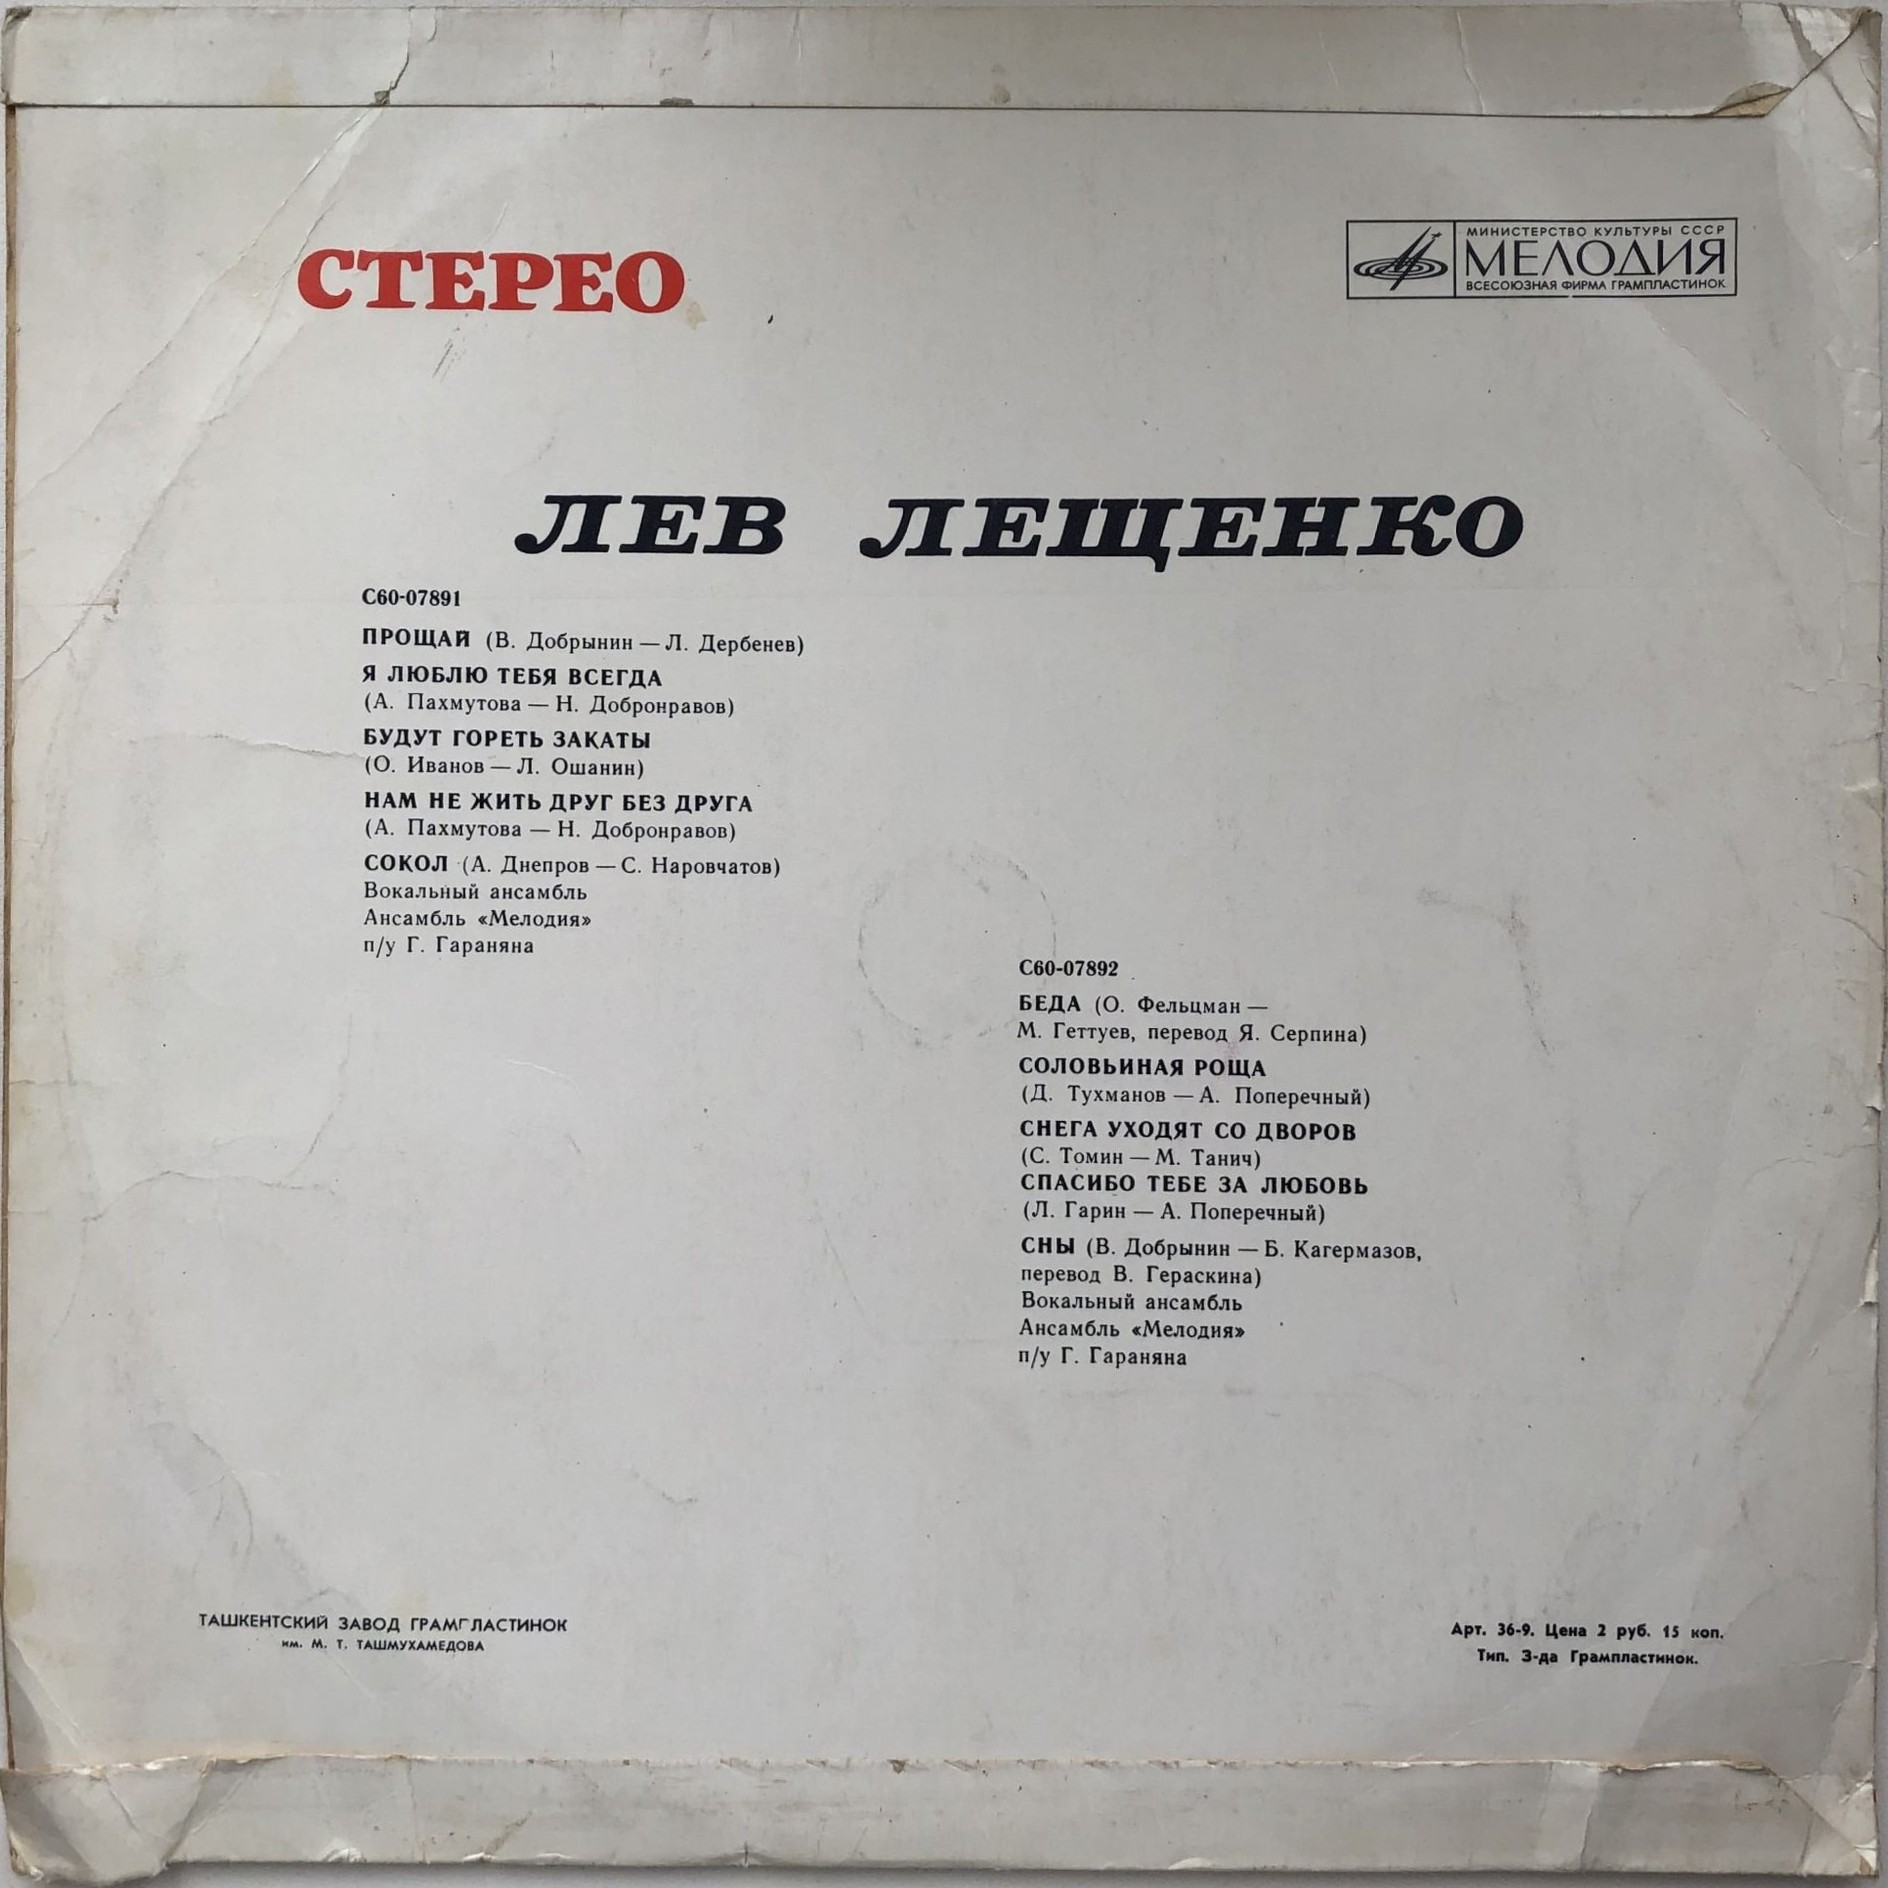 СТЕРЕО
МИНИСТЕРСТВО КУЛЬТУРЫ СССР
МЕЛОДИЯ
ВСЕСОЮЗНАЯ ФИРМА ГРАМПЛАСТИНОК
ЛЕВ ЛЕЩЕНКО
С60-07891
ПРОЩАЙ (В. Добрынин — Л. Дербенев)
Я ЛЮБЛЮ ТЕБЯ ВСЕГДА
(А. Пахмутова — Н. Добронравов)
БУДУТ ГОРЕТЬ ЗАКАТЫ
(О. Иванов — Л. Ошанин)
НАМ НЕ ЖИТЬ ДРУГ БЕЗ ДРУГА
(А. Пахмутова — Н. Добронравов)
СОКОЛ (А. Днепров — С. Наровчатов)
Вокальный ансамбль
Ансамбль «Мелодия»
п/у Г. Гараняна
С60-07892
БЕДА (О. Фельцман —
М. Геттуев, перевод Я. Серпина)
СОЛОВЬИНАЯ РОЩА
(Д. Тухманов — А. Поперечный)
СНЕГА УХОДЯТ СО ДВОРОВ
(С. Томин — М. Танич)
СПАСИБО ТЕБЕ ЗА ЛЮБОВЬ
(Л. Гарин — А. Поперечный)
СНЫ (В. Добрынин — Б. Кагермазов,
перевод В. Гераскина)
Вокальный ансамбль
Ансамбль «Мелодия»
п/у Г. Гараняна
ТАШКЕНТСКИЙ ЗАВОД ГРАМПЛАСТИНОК
им. М. Т. ТАШМУХАМЕДОВА
Арт. 36-9. Цена 2 руб. 15 коп.
Тип. З-да Грампластинок.